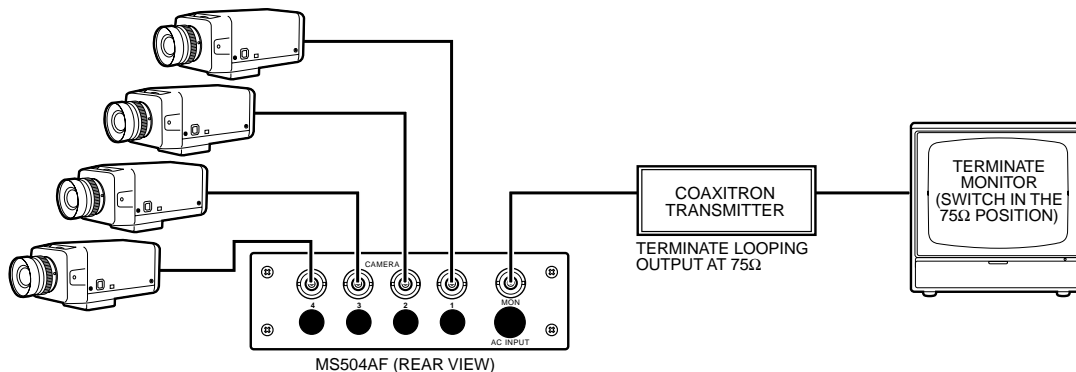 COAXITRON
TRANSMITTER
TERMINATE LOOPING
OUTPUT AT 75Ω
TERMINATE
MONITOR
(SWITCH IN THE
75Ω POSITION)
CAMERA
4 3 2 1 MON
AC INPUT
MS504AF (REAR VIEW)